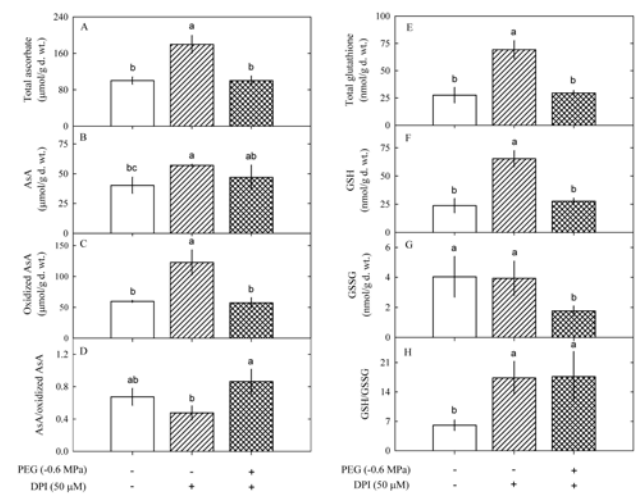 A
Total ascorbate
(μmol/g d. wt.)
240
160
80
0
b
a
b
B
AsA
(μmol/g d. wt.)
75
50
25
0
bc
a
ab
C
Oxidized AsA
(μmol/g d. wt.)
150
100
50
0
b
a
b
D
AsA/oxidized AsA
1.2
0.8
0.4
0.0
ab
b
a
PEG (-0.6 MPa) - - +
DPI (50 μM) - + +
E
Total glutathione
(nmol/g d. wt.)
100
75
50
25
0
b
a
b
F
GSH
(nmol/g d. wt.)
75
50
25
0
b
a
b
G
GSSG
(nmol/g d. wt.)
6
4
2
0
a
a
b
H
GSH/GSSG
21
14
7
0
b
a
a
- - +
- + +